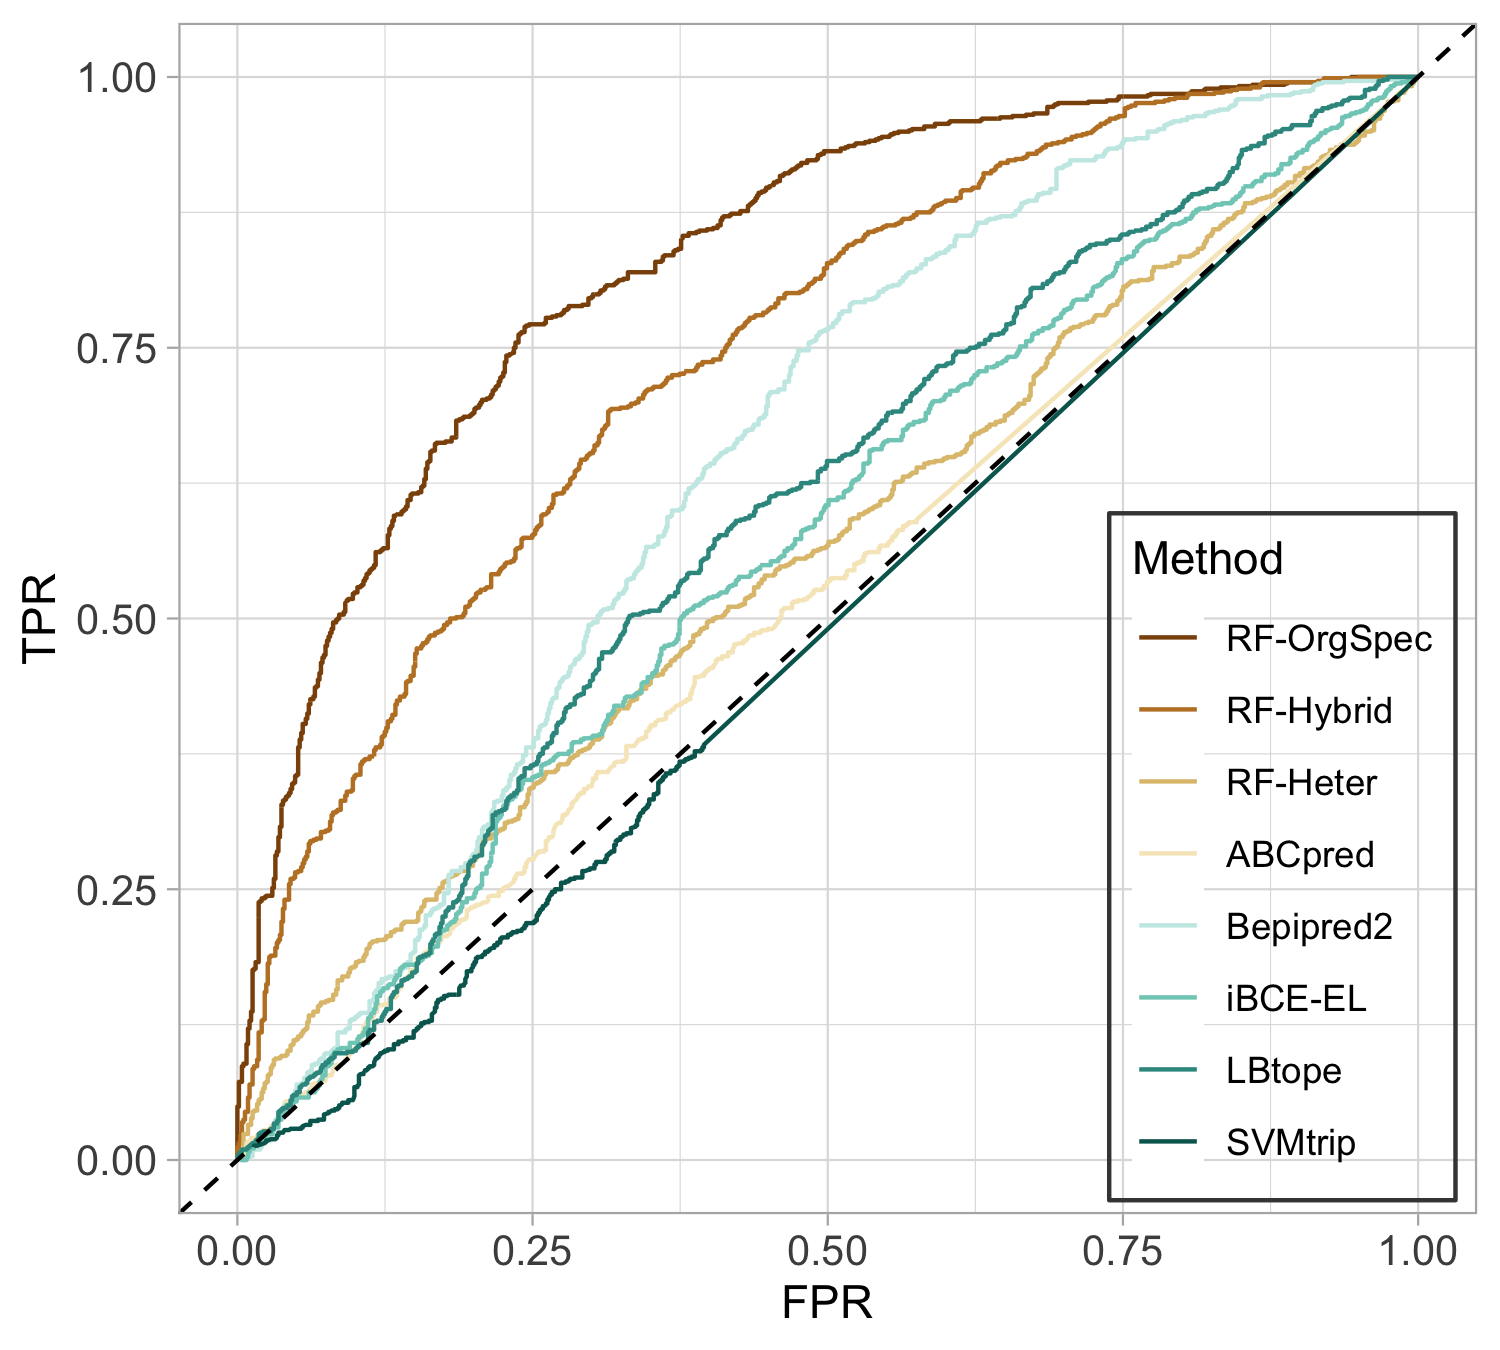 1.00
0.75
0.50
0.25
0.00
TPR
Method
RF-OrgSpec
RF-Hybrid
RF-Heter
ABCpred
Bepipred2
iBCE-EL
LBtope
SVMtrip
0.00 0.25 0.50 0.75 1.00
FPR